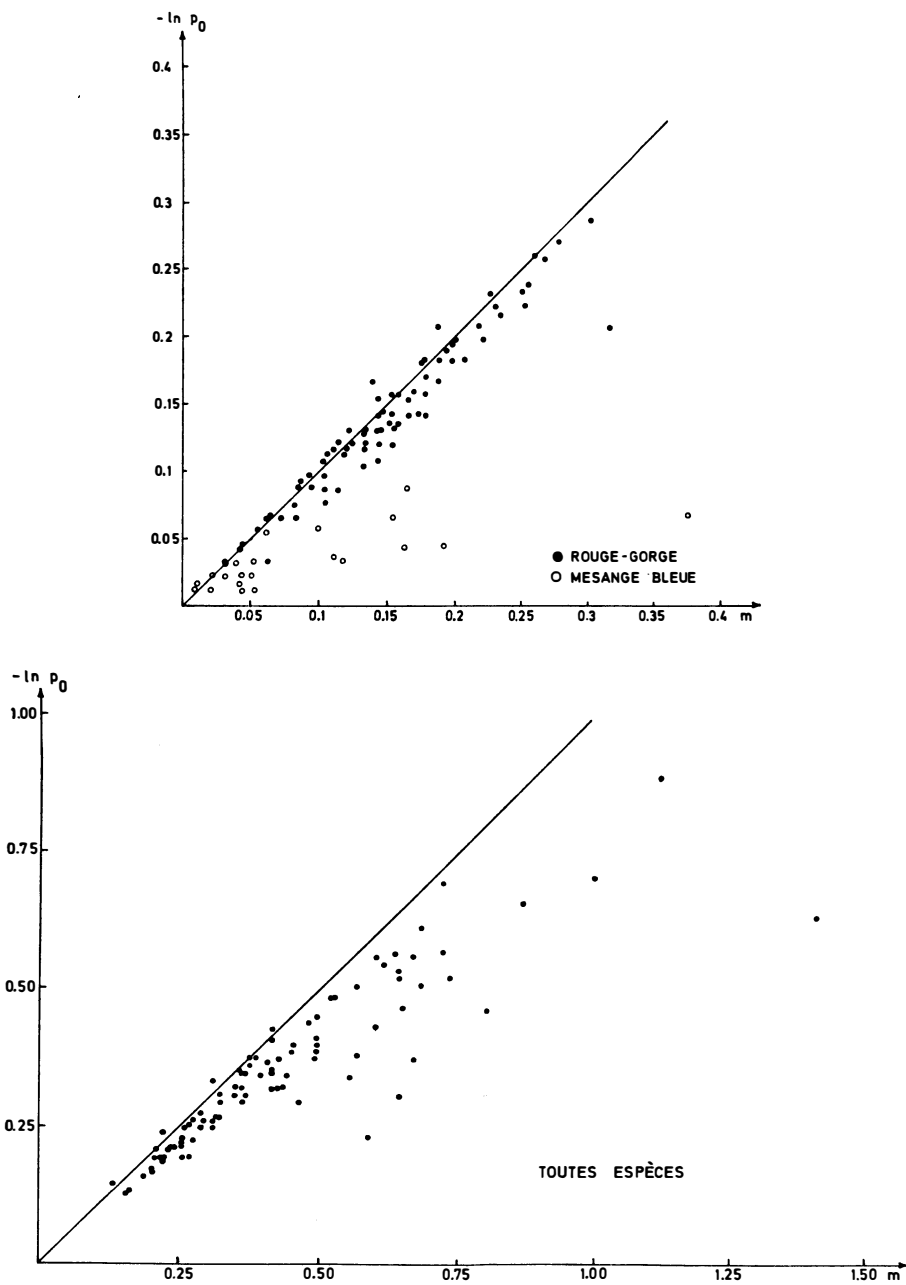 -ln p0
0.4
0.35
0.3
0.25
0.2
0.15
0.1
0.05
● ROUGE-GORGE
○ MESANGE BLEUE
0.05 0.1 0.15 0.2 0.25 0.3 0.35 0.4 m
-ln p0
1.00
0.75
0.50
0.25
TOUTES ESPÈCES
0.25 0.50 0.75 1.00 1.25 1.50 m